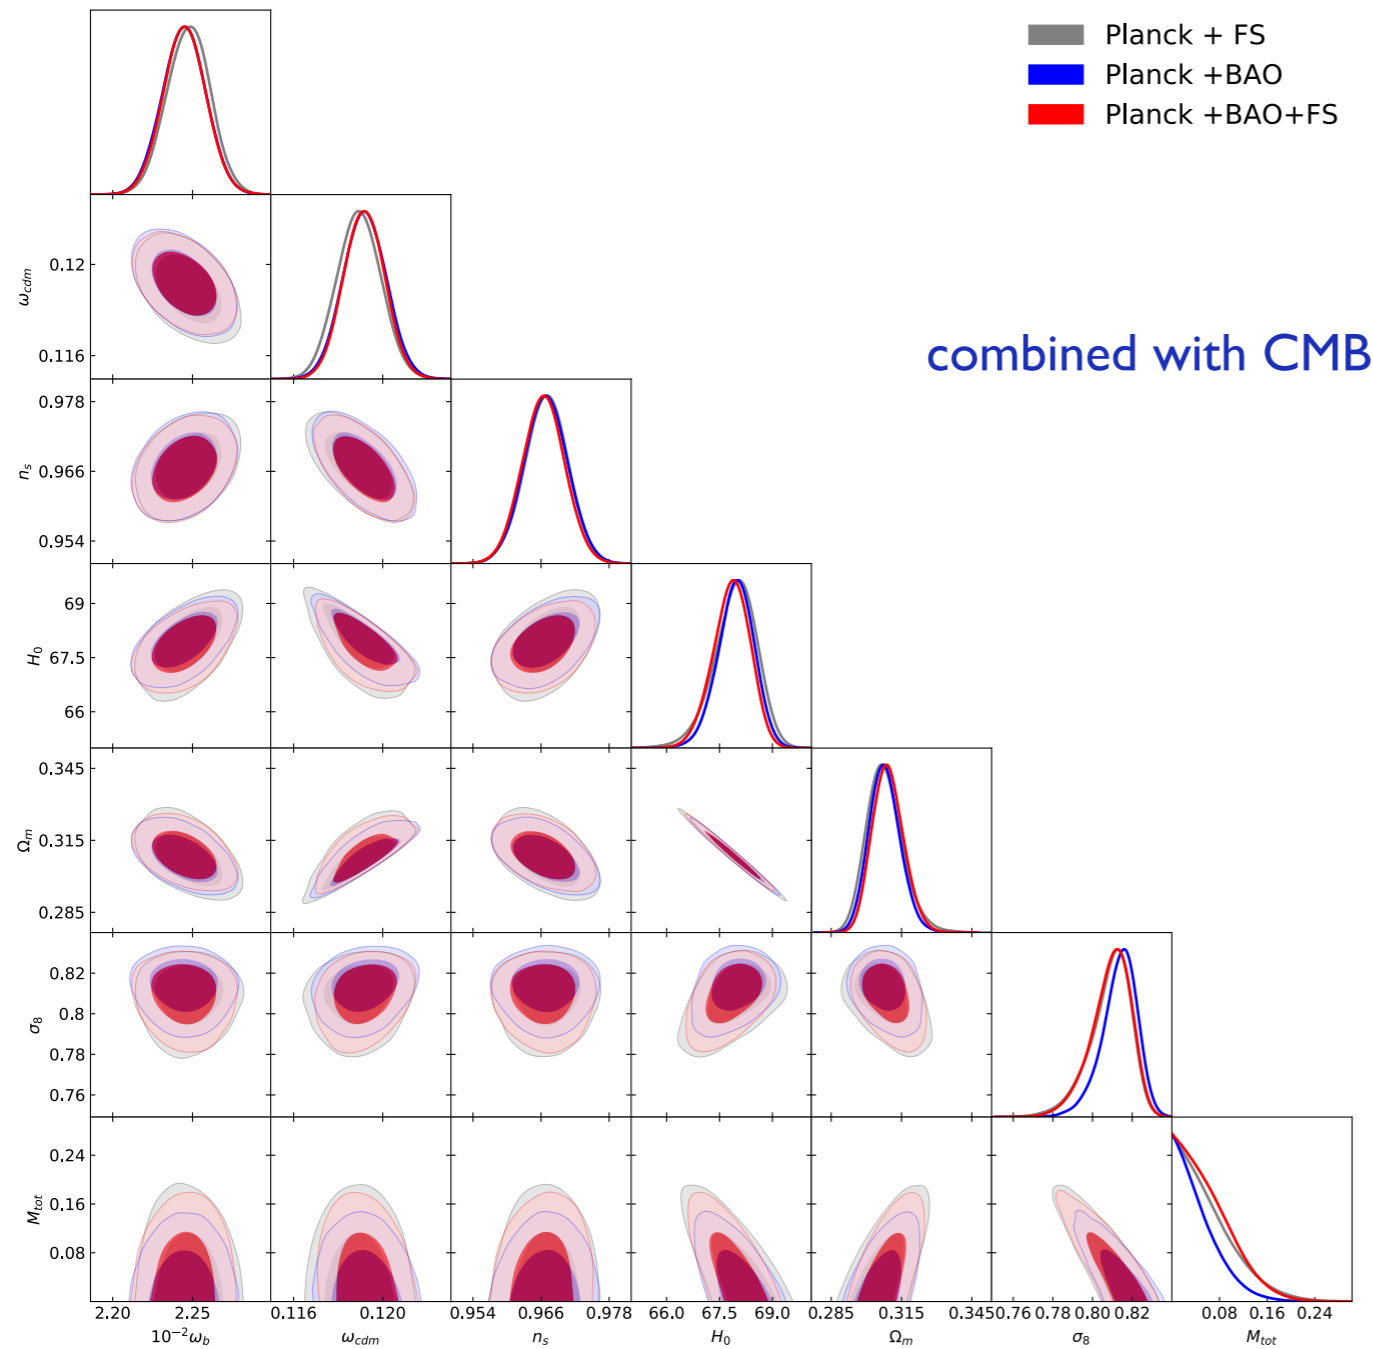 Planck + FS
Planck +BAO
Planck +BAO+FS
combined with CMB
0.12
0.116
ω_cdm
0.978
0.966
0.954
n_s
69
67.5
66
H_0
0.345
0.315
0.285
Ω_m
0.82
0.8
0.78
0.76
σ_8
0.24
0.16
0.08
M_tot
2.20 2.25
0.116 0.120
0.954 0.966 0.978
66.0 67.5 69.0
0.285 0.315 0.345
0.76 0.78 0.80 0.82
0.08 0.16 0.24
10^-2 ω_b
ω_cdm
n_s
H_0
Ω_m
σ_8
M_tot